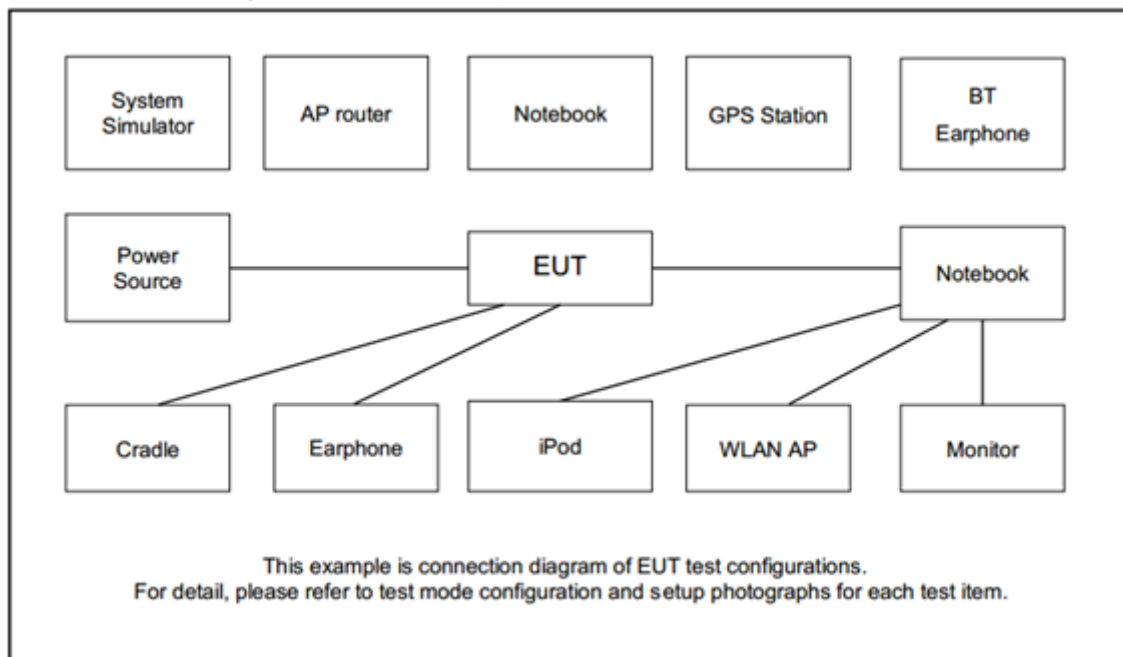 System
Simulator
AP router
Notebook
GPS Station
BT
Earphone
Power
Source
EUT
Notebook
Cradle
Earphone
iPod
WLAN AP
Monitor
This example is connection diagram of EUT test configurations.
For detail, please refer to test mode configuration and setup photographs for each test item.